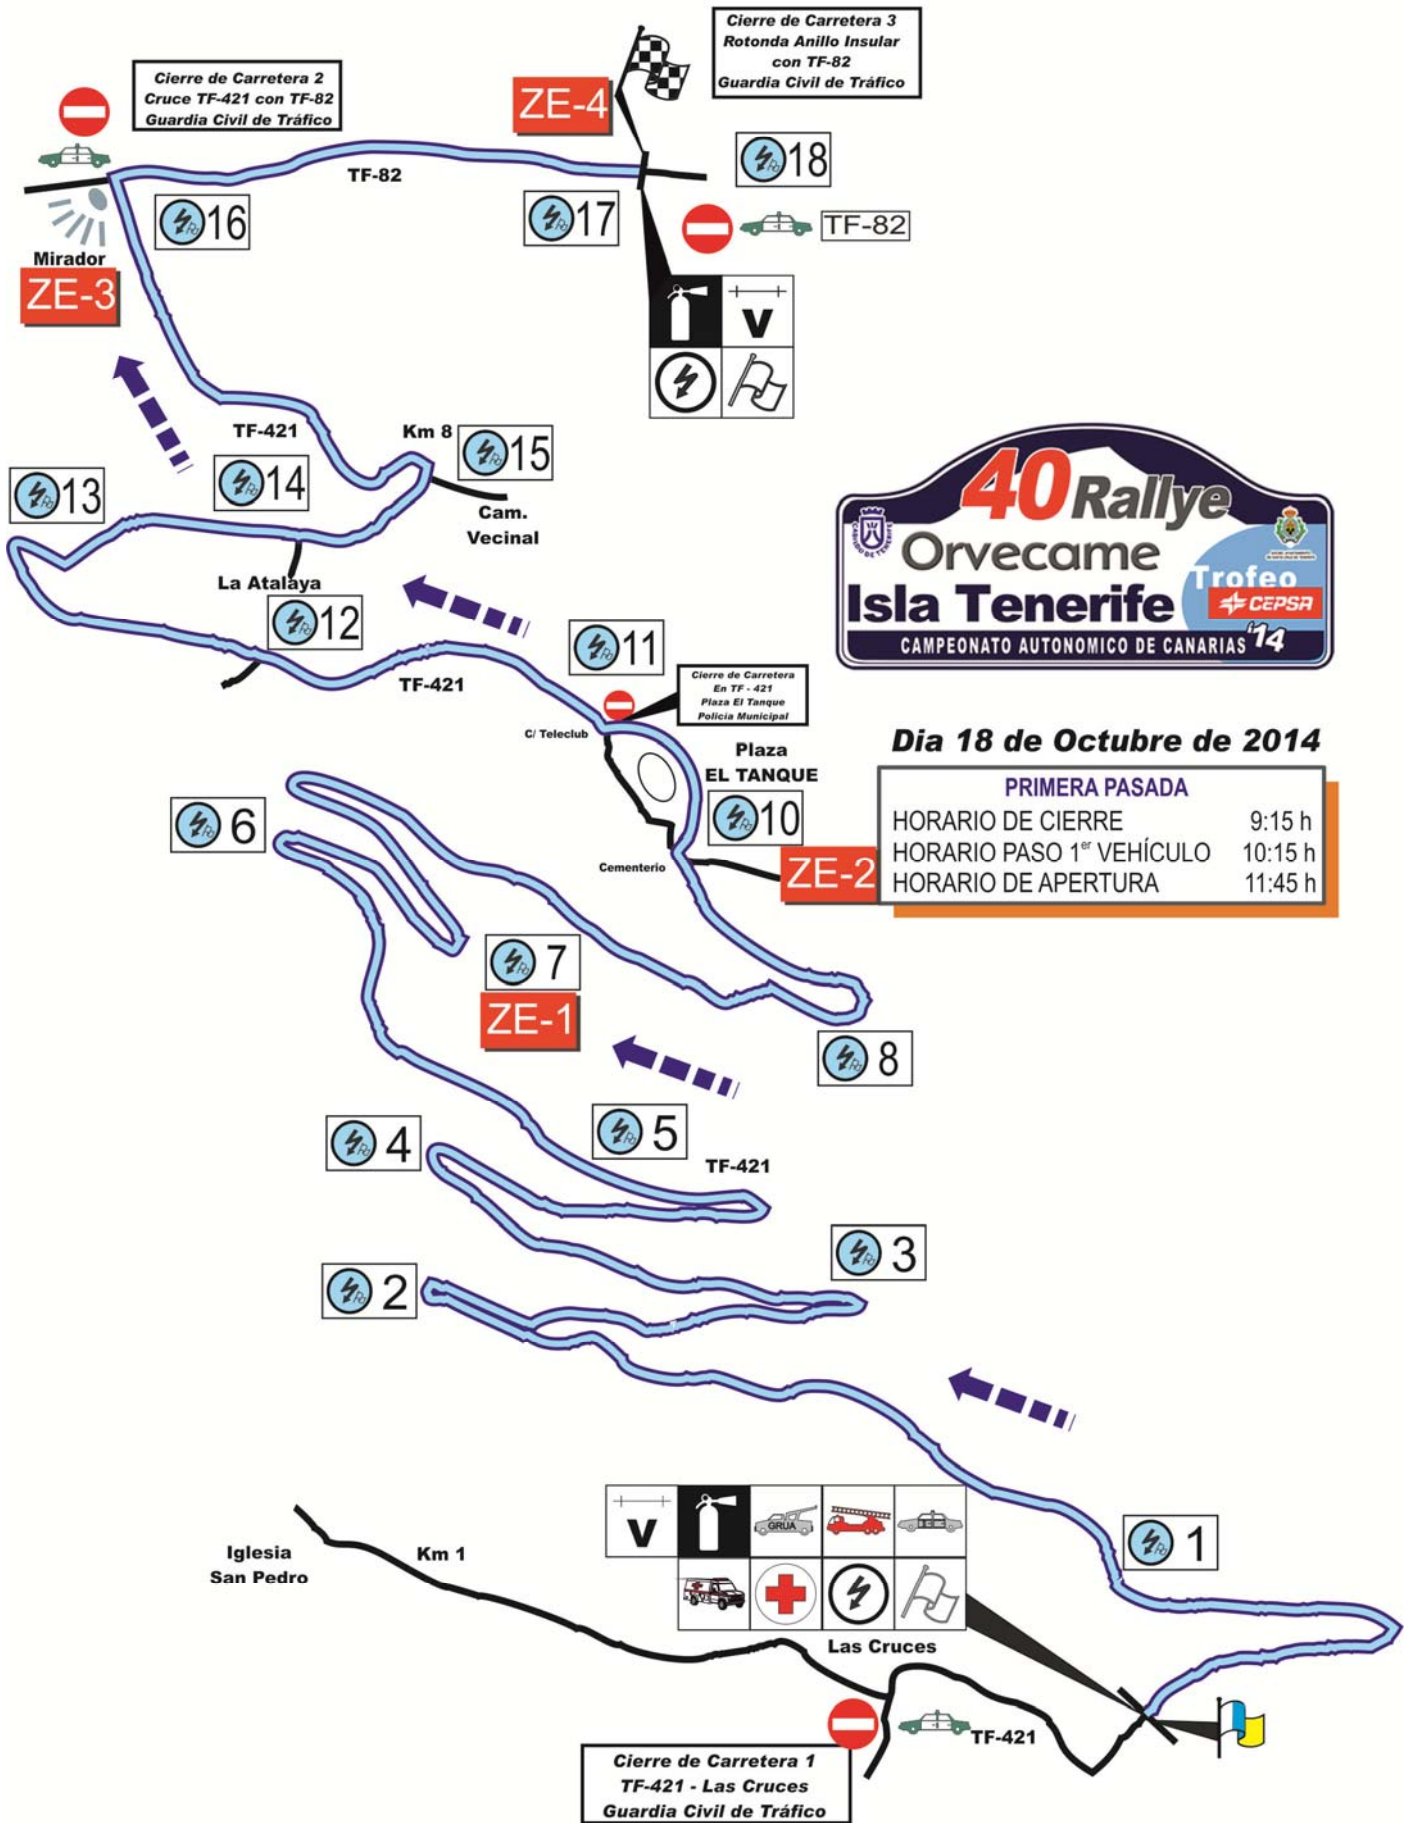 Cierre de Carretera 3
Rotonda Anillo Insular
con TF-82
Guardia Civil de Tráfico
Cierre de Carretera 2
Cruce TF-421 con TF-82
Guardia Civil de Tráfico
ZE-4
18
TF-82
16
17
TF-82
Mirador
ZE-3
V
TF-421
Km 8
15
14
13
Cam.
Vecinal
40 Rallye
Orvecame
Isla Tenerife
Trofeo
CEPSA
CAMPEONATO AUTONOMICO DE CANARIAS '14
CABILDO DE TENERIFE
La Atalaya
12
11
TF-421
Cierre de Carretera
En TF - 421
Plaza El Tanque
Policia Municipal
C/ Teleclub
Plaza
EL TANQUE
Dia 18 de Octubre de 2014
PRIMERA PASADA
HORARIO DE CIERRE 9:15 h
HORARIO PASO 1er VEHÍCULO 10:15 h
HORARIO DE APERTURA 11:45 h
6
10
Cementerio
ZE-2
7
ZE-1
8
5
4
TF-421
3
2
1
V
GRUA
Iglesia
San Pedro
Km 1
Las Cruces
TF-421
Cierre de Carretera 1
TF-421 - Las Cruces
Guardia Civil de Tráfico